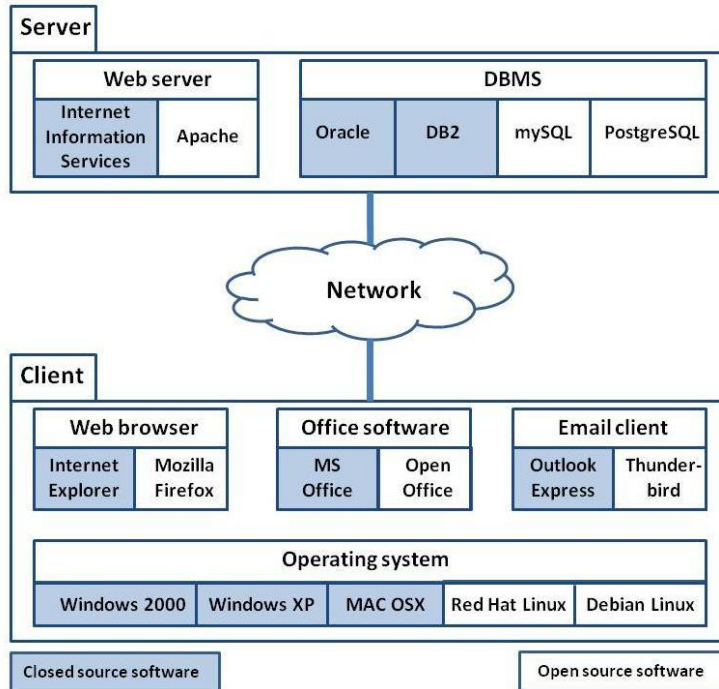 Server
Web server
Internet
Information
Services
Apache
DBMS
Oracle
DB2
mySQL
PostgreSQL
Network
Client
Web browser
Internet
Explorer
Mozilla
Firefox
Office software
MS
Office
Open
Office
Email client
Outlook
Express
Thunder-
bird
Operating system
Windows 2000
Windows XP
MAC OSX
Red Hat Linux
Debian Linux
Closed source software
Open source software